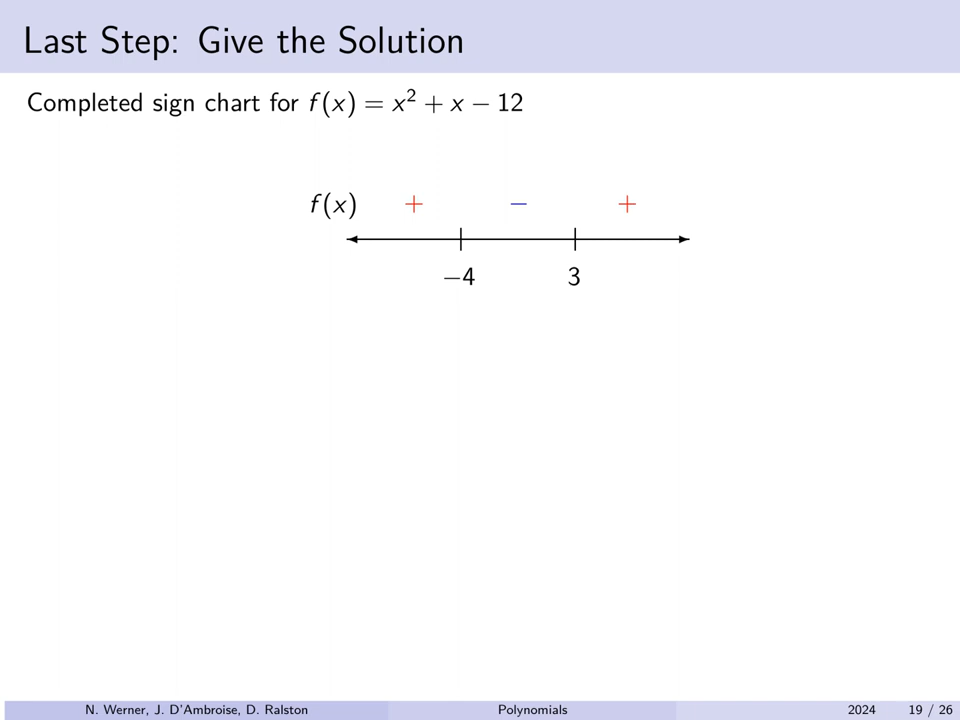 Last Step: Give the Solution
Completed sign chart for f(x) = x² + x − 12
f(x) + − +
−4 3
N. Werner, J. D'Ambroise, D. Ralston Polynomials 2024 19 / 26